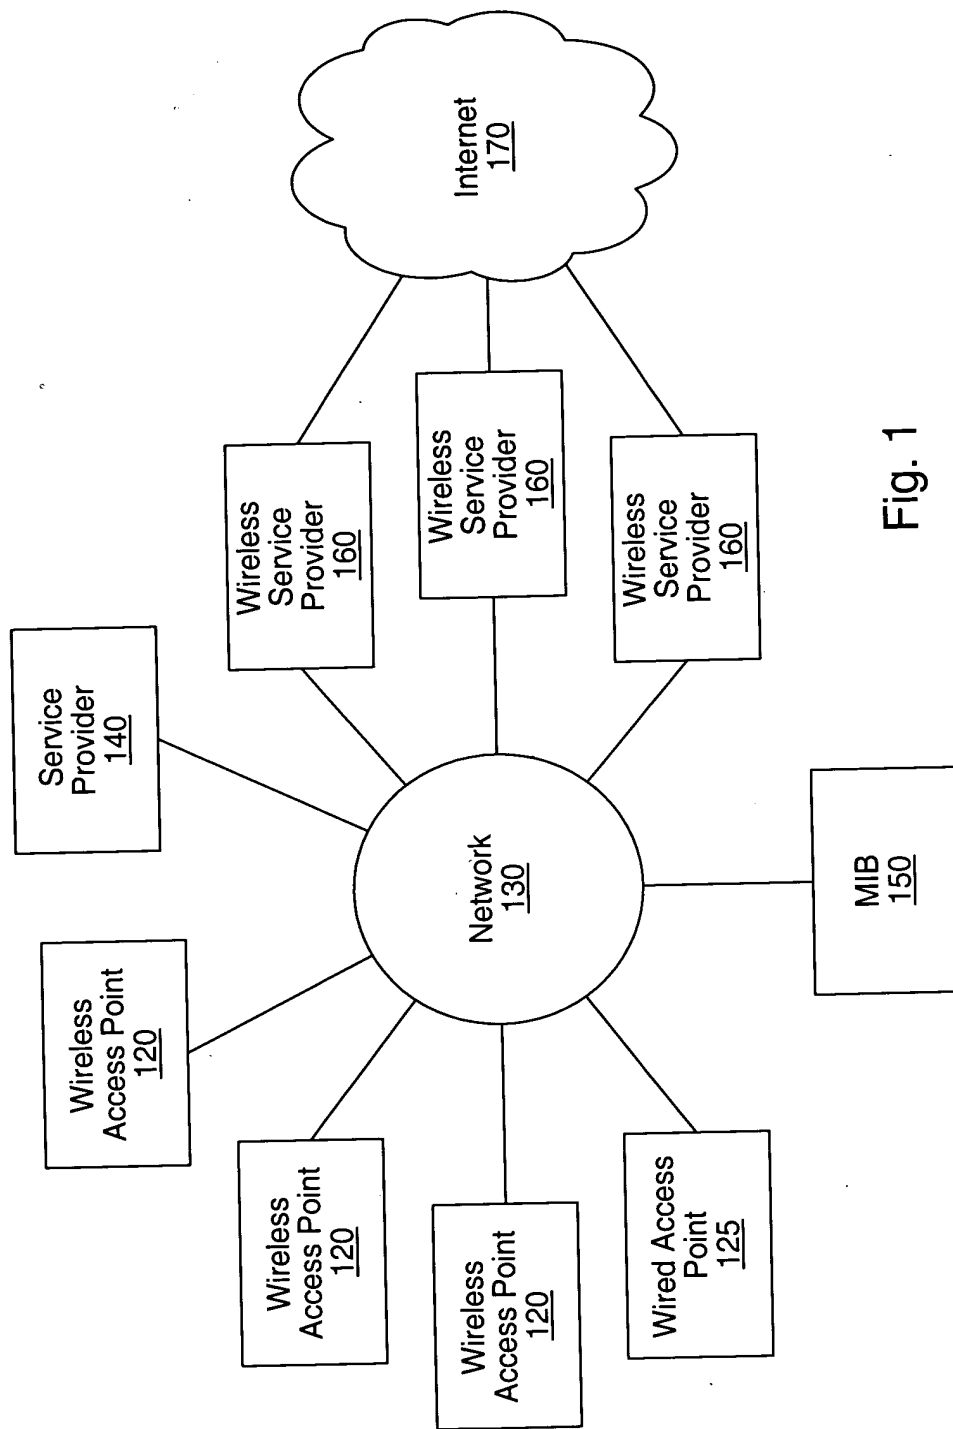 Wireless
Access Point
120
Service
Provider
140
Wireless
Access Point
120
Wireless
Service
Provider
160
Internet
170
Wireless
Access Point
120
Network
130
Wireless
Service
Provider
160
Wired Access
Point
125
Wireless
Service
Provider
160
MIB
150
Fig. 1